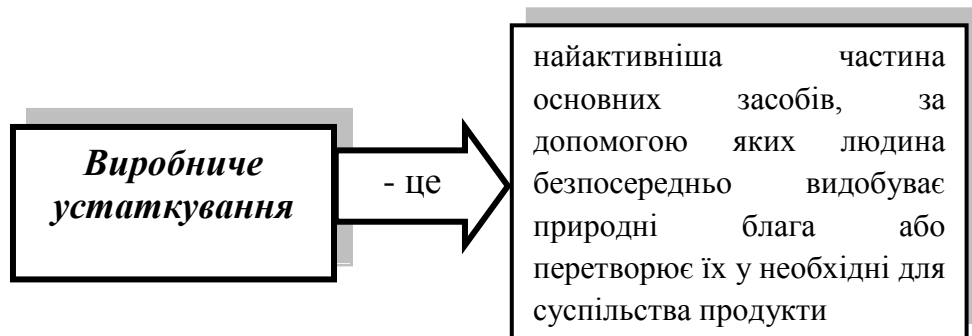 Виробниче
устаткування
- це
найактивніша частина
основних засобів, за
допомогою яких людина
безпосередньо видобуває
природні блага або
перетворює їх у необхідні для
суспільства продукти